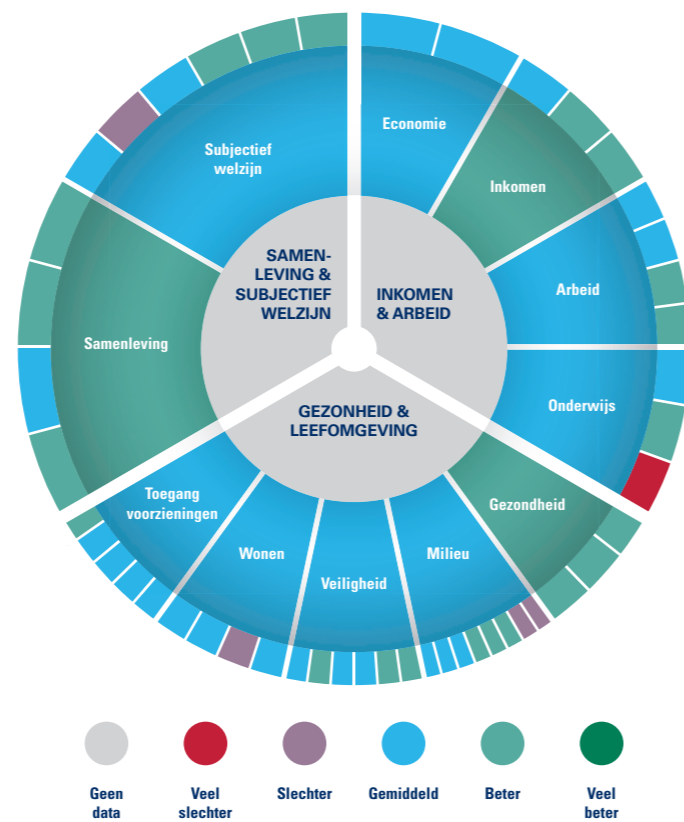 Economie
Inkomen
Arbeid
Onderwijs
Gezondheid
Milieu
Veiligheid
Wonen
Toegang
voorzieningen
Samenleving
Subjectief
welzijn
SAMEN-
LEVING &
SUBJECTIEF
WELZIJN
INKOMEN
& ARBEID
GEZONHEID &
LEEFOMGEVING
Geen
data
Veel
slechter
Slechter
Gemiddeld
Beter
Veel
beter